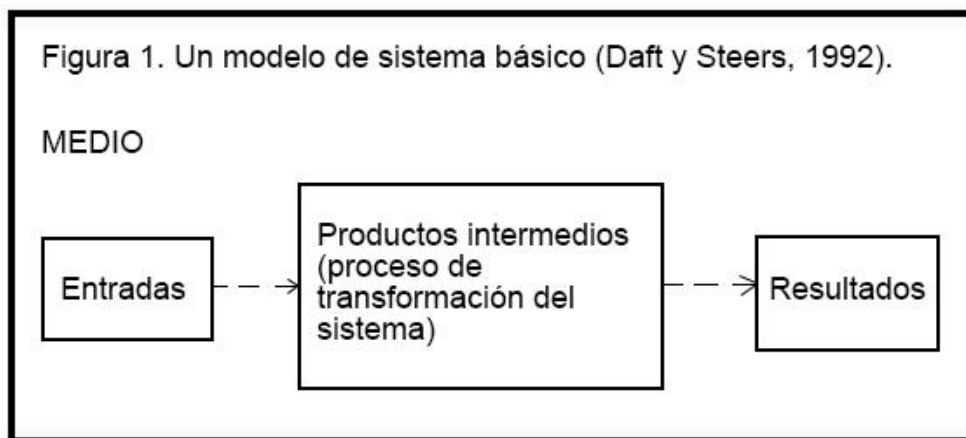 Figura 1. Un modelo de sistema básico (Daft y Steers, 1992).
MEDIO
Entradas
Productos intermedios
(proceso de
transformación del
sistema)
Resultados